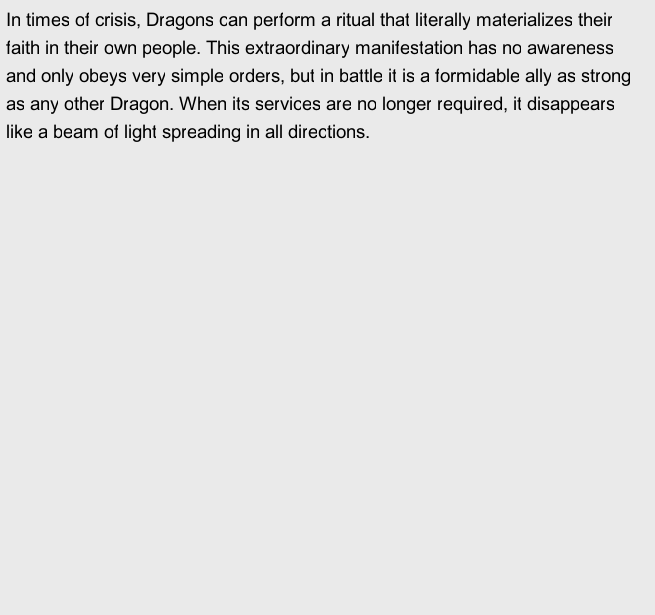 In times of crisis, Dragons can perform a ritual that literally materializes their
faith in their own people. This extraordinary manifestation has no awareness
and only obeys very simple orders, but in battle it is a formidable ally as strong
as any other Dragon. When its services are no longer required, it disappears
like a beam of light spreading in all directions.